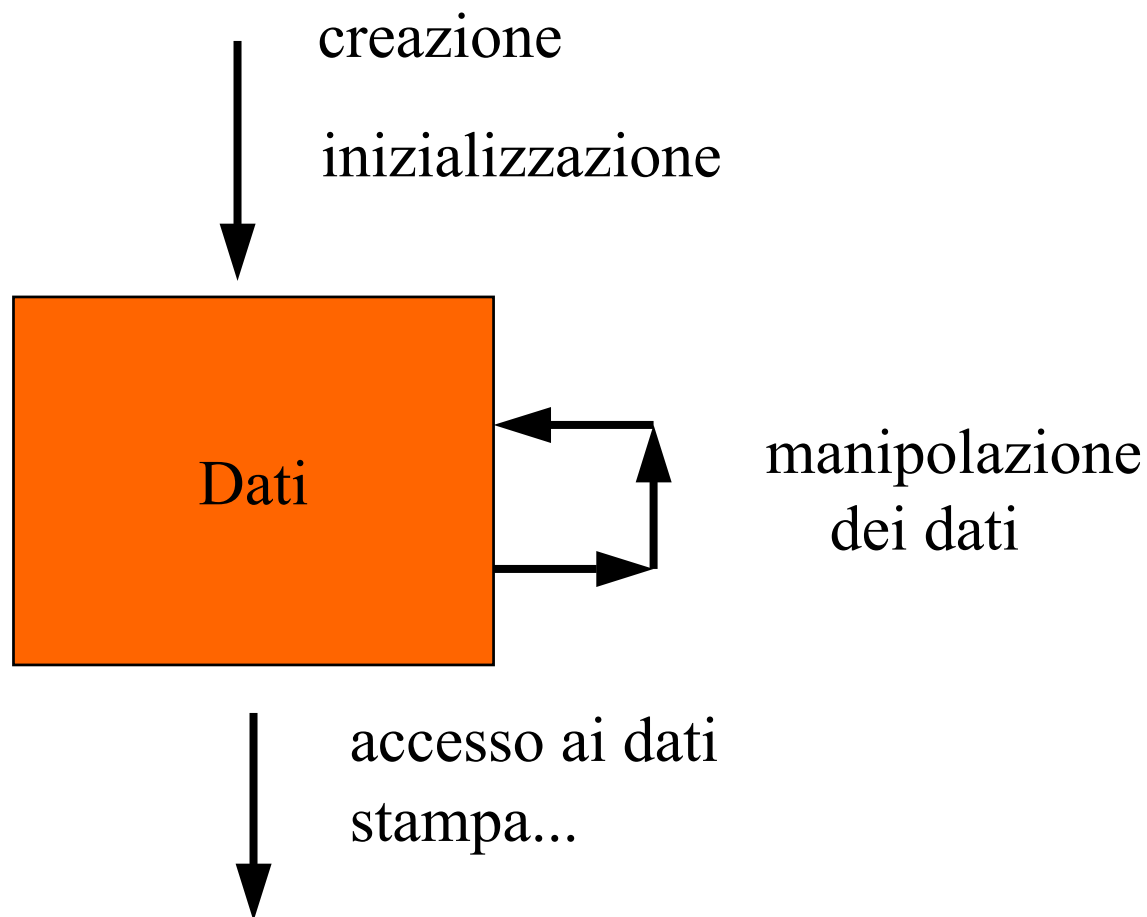 creazione
inizializzazione
Dati
manipolazione
dei dati
accesso ai dati
stampa...